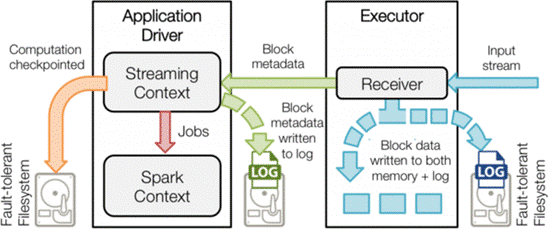 Application
Driver
Executor
Computation
checkpointed
Streaming
Context
Block
metadata
Receiver
Input
stream
Jobs
Block
metadata
written
to log
Block data
written to both
memory + log
Spark
Context
LOG
LOG
Fault-tolerant
Filesystem
Fault-tolerant
Filesystem